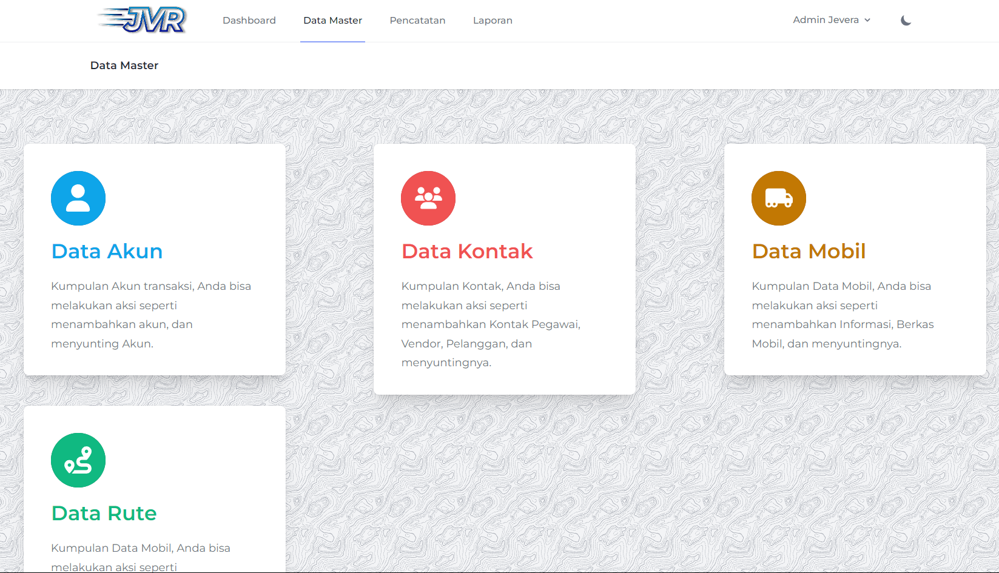 JVR
Dashboard
Data Master
Pencatatan
Laporan
Admin Jevera
Data Master
Data Akun
Kumpulan Akun transaksi, Anda bisa
melakukan aksi seperti
menambahkan akun, dan
menyunting Akun.
Data Kontak
Kumpulan Kontak, Anda bisa
melakukan aksi seperti
menambahkan Kontak Pegawai,
Vendor, Pelanggan, dan
menyuntingnya.
Data Mobil
Kumpulan Data Mobil, Anda bisa
melakukan aksi seperti
menambahkan Informasi, Berkas
Mobil, dan menyuntingnya.
Data Rute
Kumpulan Data Mobil, Anda bisa
melakukan aksi seperti